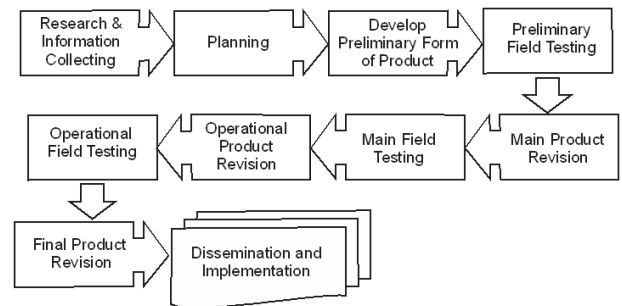 Research &
Information
Collecting
Planning
Develop
Preliminary Form
of Product
Preliminary
Field Testing
Main Product
Revision
Main Field
Testing
Operational
Product
Revision
Operational
Field Testing
Final Product
Revision
Dissemination and
Implementation